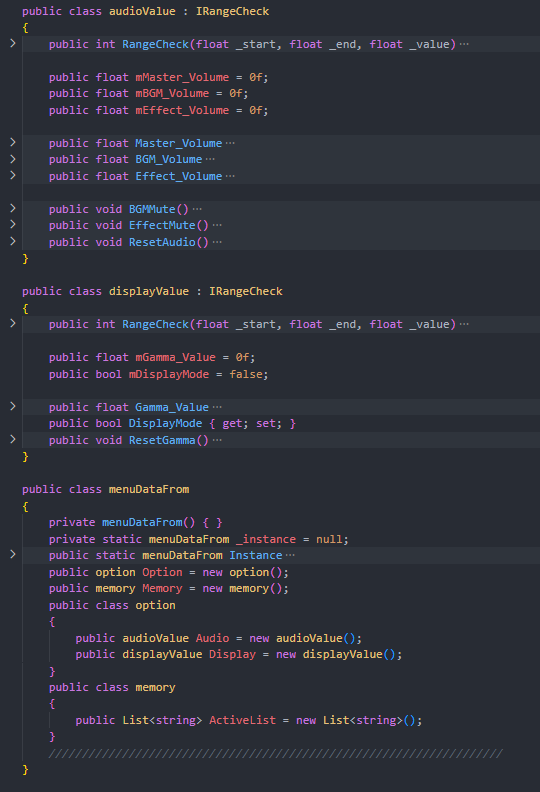 public class audioValue : IRangeCheck
{
public int RangeCheck(float _start, float _end, float _value)···
public float mMaster_Volume = 0f;
public float mBGM_Volume = 0f;
public float mEffect_Volume = 0f;
public float Master_Volume···
public float BGM_Volume···
public float Effect_Volume···
public void BGMMute()···
public void EffectMute()···
public void ResetAudio()···
}
public class displayValue : IRangeCheck
{
public int RangeCheck(float _start, float _end, float _value)···
public float mGamma_Value = 0f;
public bool mDisplayMode = false;
public float Gamma_Value···
public bool DisplayMode { get; set; }
public void ResetGamma()···
}
public class menuDataFrom
{
private menuDataFrom() { }
private static menuDataFrom _instance = null;
public static menuDataFrom Instance···
public option Option = new option();
public memory Memory = new memory();
public class option
{
public audioValue Audio = new audioValue();
public displayValue Display = new displayValue();
}
public class memory
{
public List<string> ActiveList = new List<string>();
}
////////////////////////////////////////////////////////////////////
}